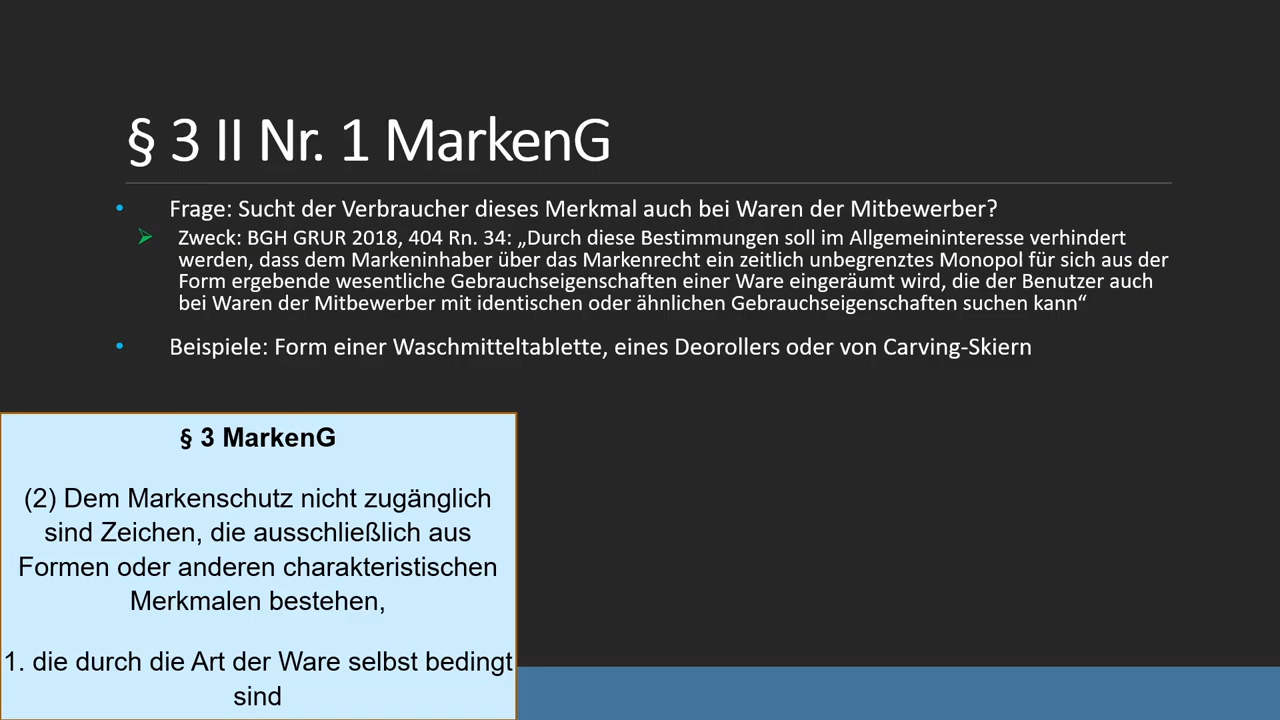 § 3 II Nr. 1 MarkenG
• Frage: Sucht der Verbraucher dieses Merkmal auch bei Waren der Mitbewerber?
➢ Zweck: BGH GRUR 2018, 404 Rn. 34: „Durch diese Bestimmungen soll im Allgemeininteresse verhindert
werden, dass dem Markeninhaber über das Markenrecht ein zeitlich unbegrenztes Monopol für sich aus der
Form ergebende wesentliche Gebrauchseigenschaften einer Ware eingeräumt wird, die der Benutzer auch
bei Waren der Mitbewerber mit identischen oder ähnlichen Gebrauchseigenschaften suchen kann“
• Beispiele: Form einer Waschmitteltablette, eines Deorollers oder von Carving-Skiern
§ 3 MarkenG
(2) Dem Markenschutz nicht zugänglich
sind Zeichen, die ausschließlich aus
Formen oder anderen charakteristischen
Merkmalen bestehen,
1. die durch die Art der Ware selbst bedingt
sind